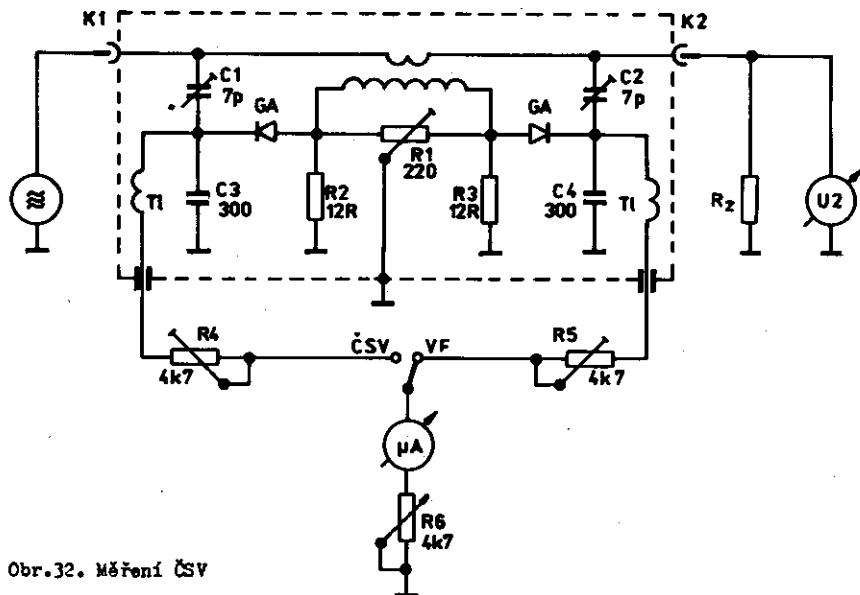 K1
K2
C1
7p
C2
7p
GA
GA
R1
220
C3
300
R2
12R
R3
12R
C4
300
Tl
Tl
Rz
U2
R4
4k7
ČSV
VF
R5
4k7
µA
R6
4k7
Obr.32. Měření ČSV